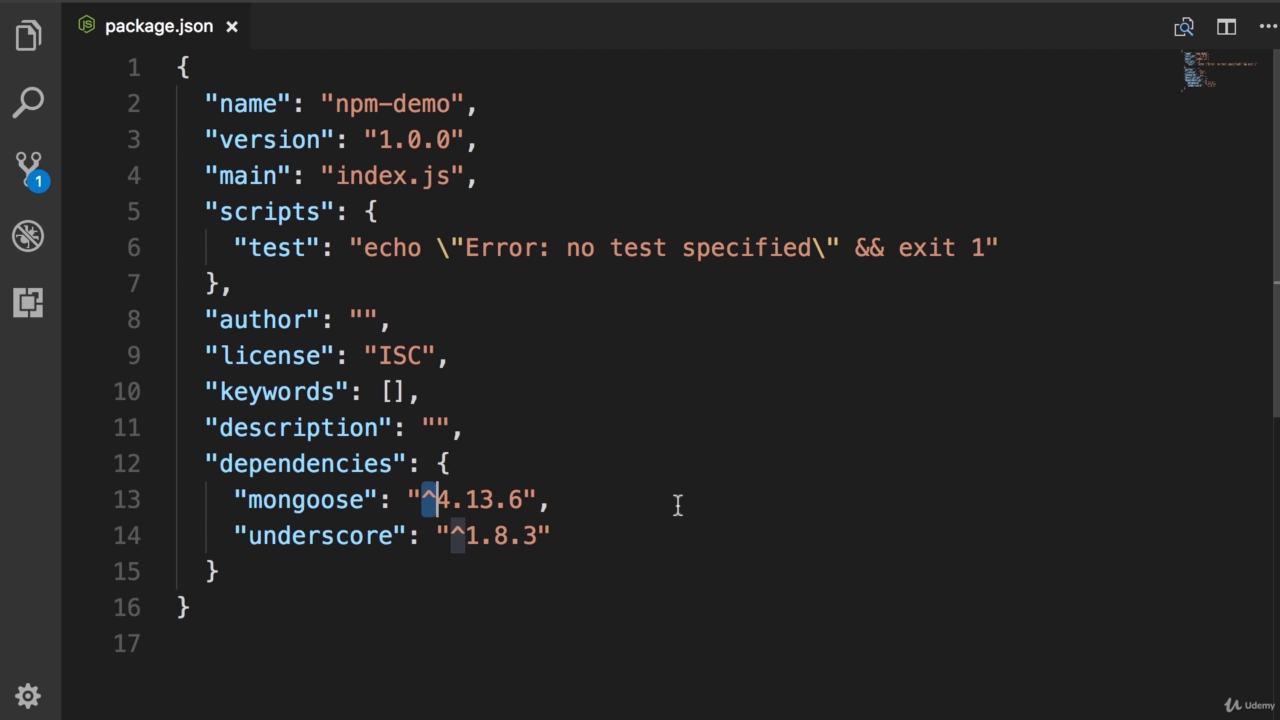 package.json
1 {
2 "name": "npm-demo",
3 "version": "1.0.0",
4 "main": "index.js",
5 "scripts": {
6 "test": "echo \"Error: no test specified\" && exit 1"
7 },
8 "author": "",
9 "license": "ISC",
10 "keywords": [],
11 "description": "",
12 "dependencies": {
13 "mongoose": "^4.13.6",
14 "underscore": "^1.8.3"
15 }
16 }
17
1
Udemy